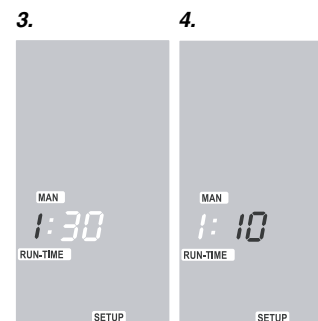 3.
4.
MAN
1:30
RUN-TIME
SETUP
MAN
1:10
RUN-TIME
SETUP